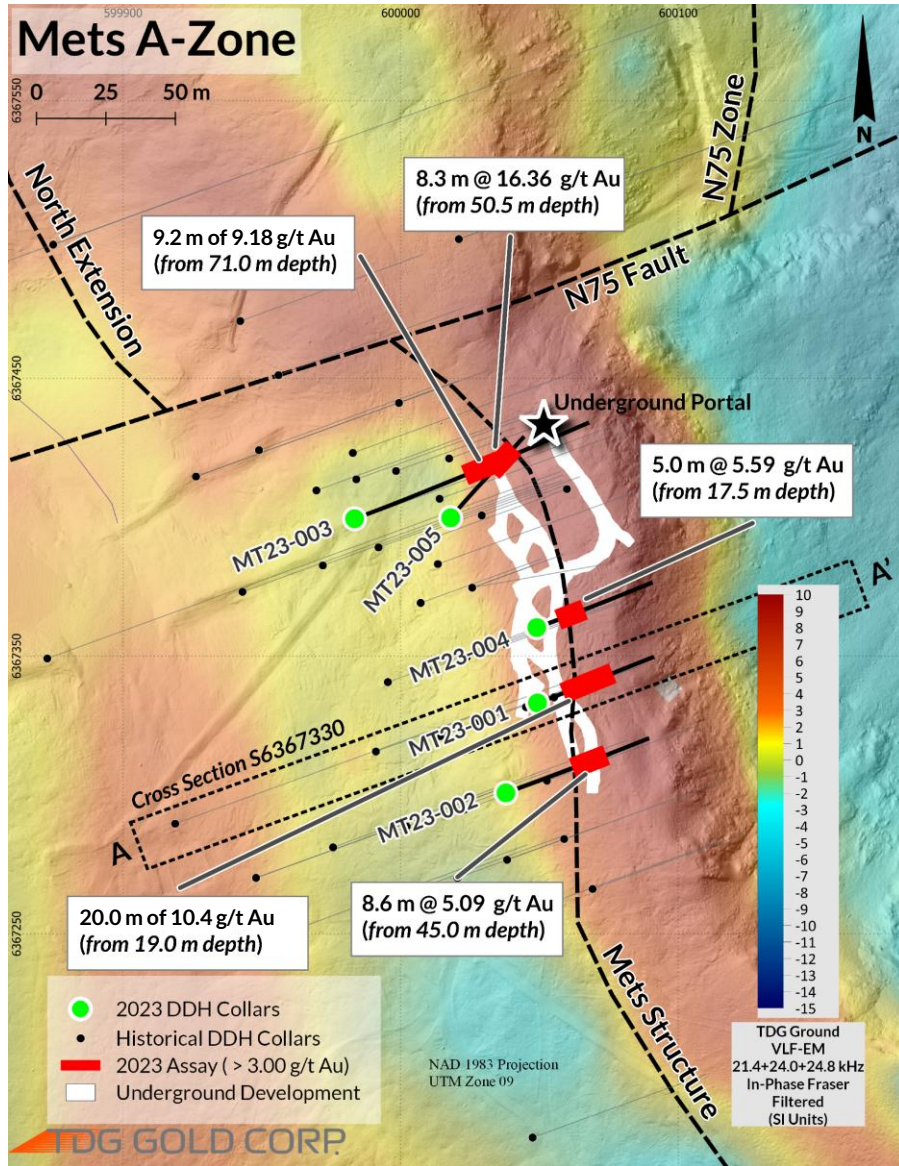 599900
600000
600100
Mets A-Zone
0 25 50 m
6367550
6367450
6367350
6367250
N
N75 Zone
North Extension
8.3 m @ 16.36 g/t Au
(from 50.5 m depth)
9.2 m of 9.18 g/t Au
(from 71.0 m depth)
N75 Fault
Underground Portal
5.0 m @ 5.59 g/t Au
(from 17.5 m depth)
MT23-003
MT23-005
A'
MT23-004
MT23-001
Cross Section S6367330
MT23-002
A
20.0 m of 10.4 g/t Au
(from 19.0 m depth)
8.6 m @ 5.09 g/t Au
(from 45.0 m depth)
Mets Structure
10
9
8
7
6
5
4
3
2
1
0
-1
-2
-3
-4
-5
-6
-7
-8
-9
-10
-11
-12
-13
-14
-15
TDG Ground
VLF-EM
21.4+24.0+24.8 kHz
In-Phase Fraser
Filtered
(SI Units)
2023 DDH Collars
Historical DDH Collars
2023 Assay ( > 3.00 g/t Au)
Underground Development
NAD 1983 Projection
UTM Zone 09
TDG GOLD CORP.